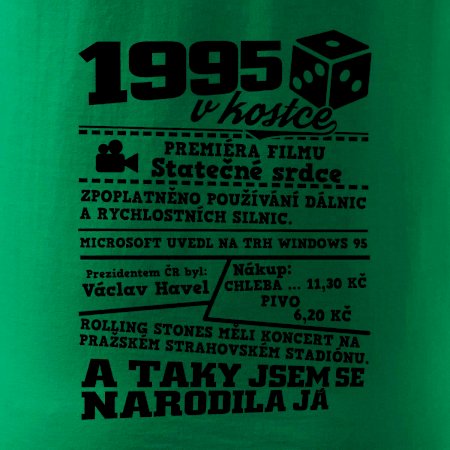 1995
v kostce
PREMIÉRA FILMU
Statečné srdce
ZPOPLATNĚNO POUŽÍVÁNÍ DÁLNIC
A RYCHLOSTNÍCH SILNIC.
MICROSOFT UVEDL NA TRH WINDOWS 95
Prezidentem ČR byl:
Václav Havel
Nákup:
CHLEBA ... 11,30 KČ
PIVO
6,20 KČ
ROLLING STONES MĚLI KONCERT NA
PRAŽSKÉM STRAHOVSKÉM STADIÓNU.
A TAKY JSEM SE
NARODILA JÁ